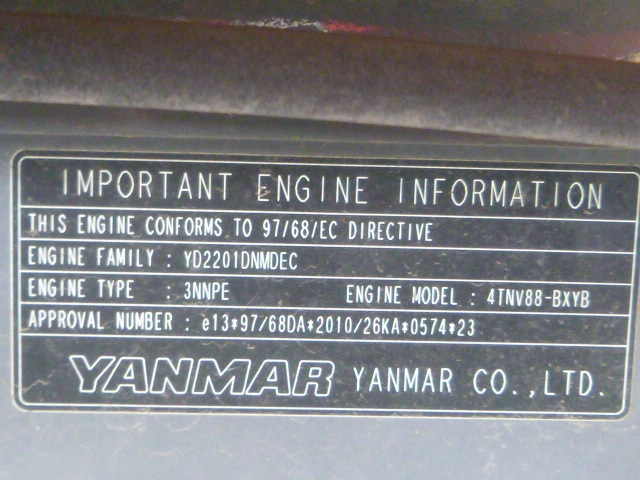 IMPORTANT ENGINE INFORMATION
THIS ENGINE CONFORMS TO 97/68/EC DIRECTIVE
ENGINE FAMILY : YD2201DNMDEC
ENGINE TYPE : 3NNPE ENGINE MODEL : 4TNV88-BXYB
APPROVAL NUMBER : e13*97/68DA*2010/26KA*0574*23
YANMAR YANMAR CO.,LTD.